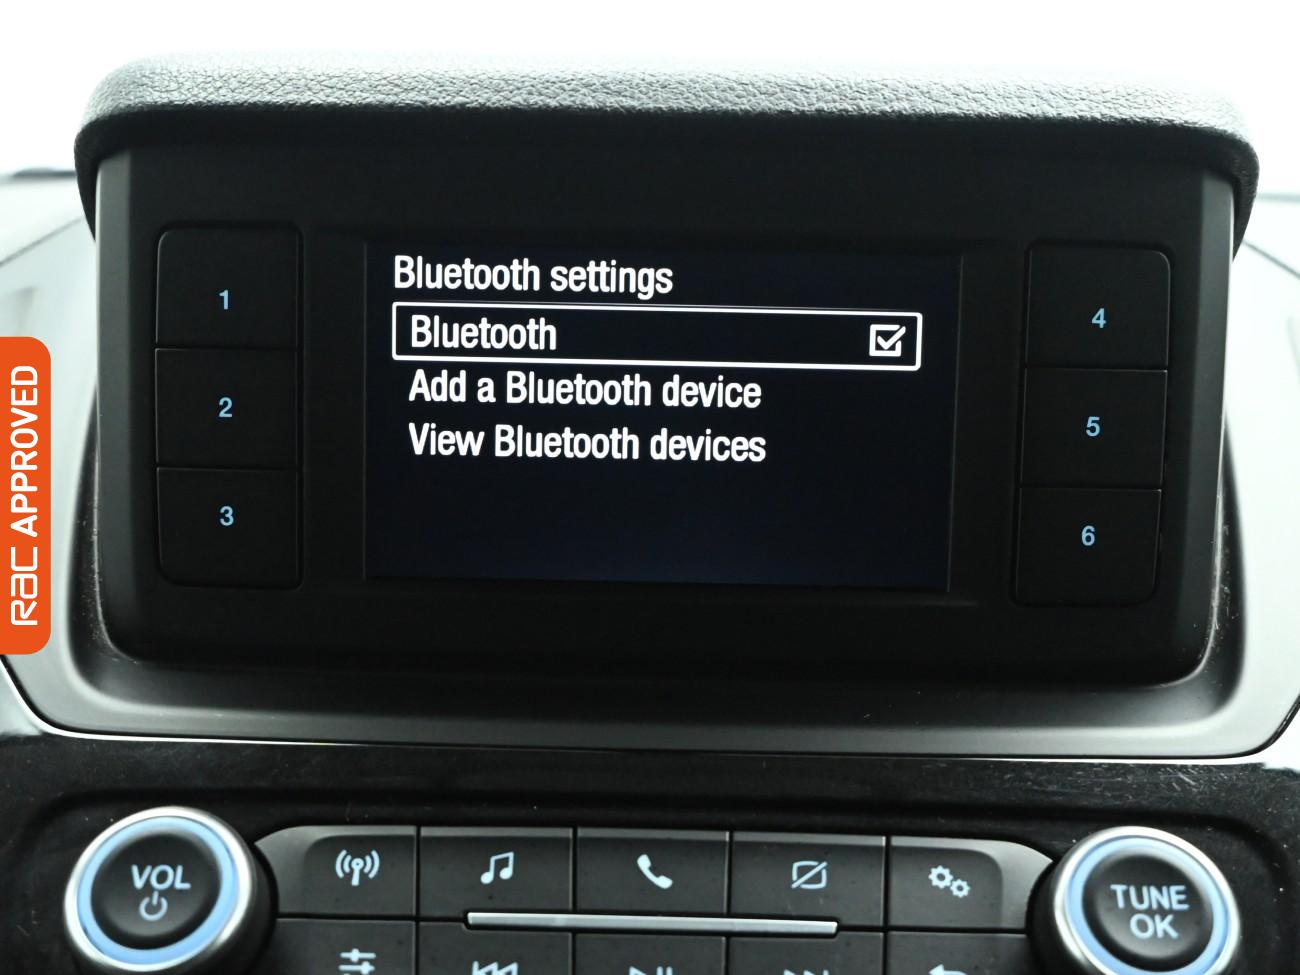 Bluetooth settings
Bluetooth
Add a Bluetooth device
View Bluetooth devices
1
2
3
4
5
6
RAC APPROVED
VOL
TUNE
OK